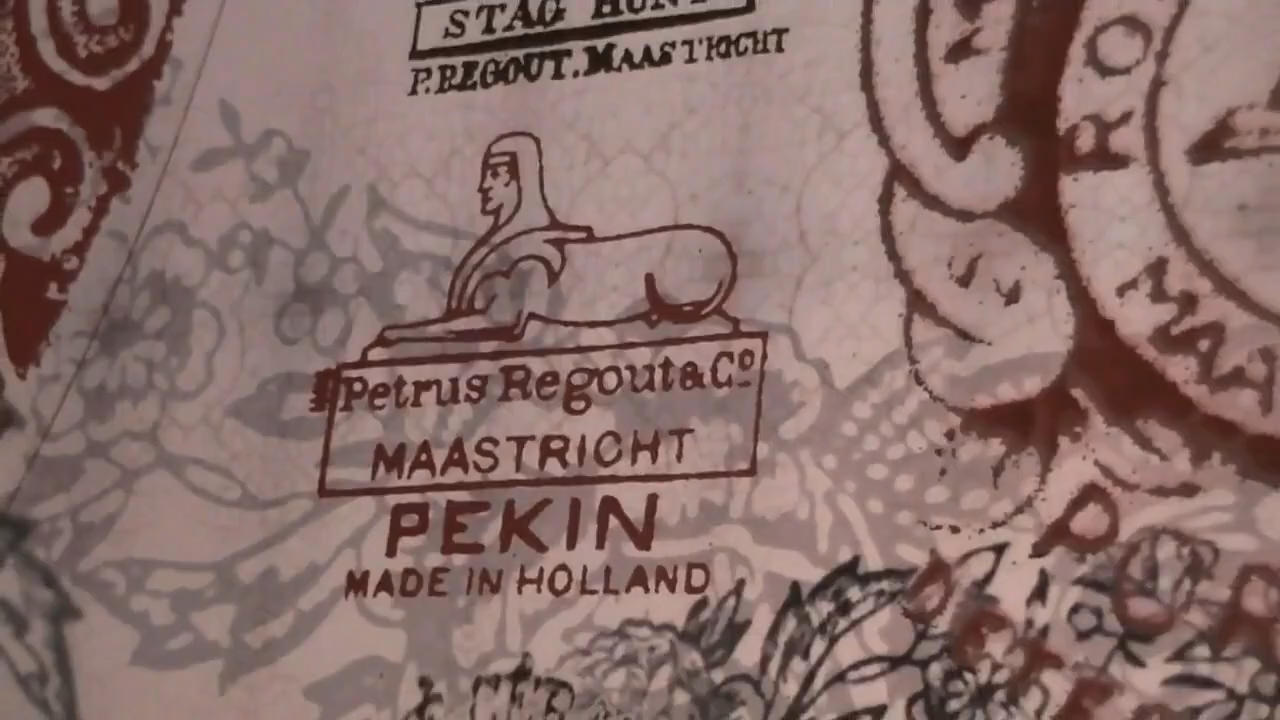 STAG HUNT
P. REGOUT. MAASTRICHT
Petrus Regout & Co
MAASTRICHT
PEKIN
MADE IN HOLLAND